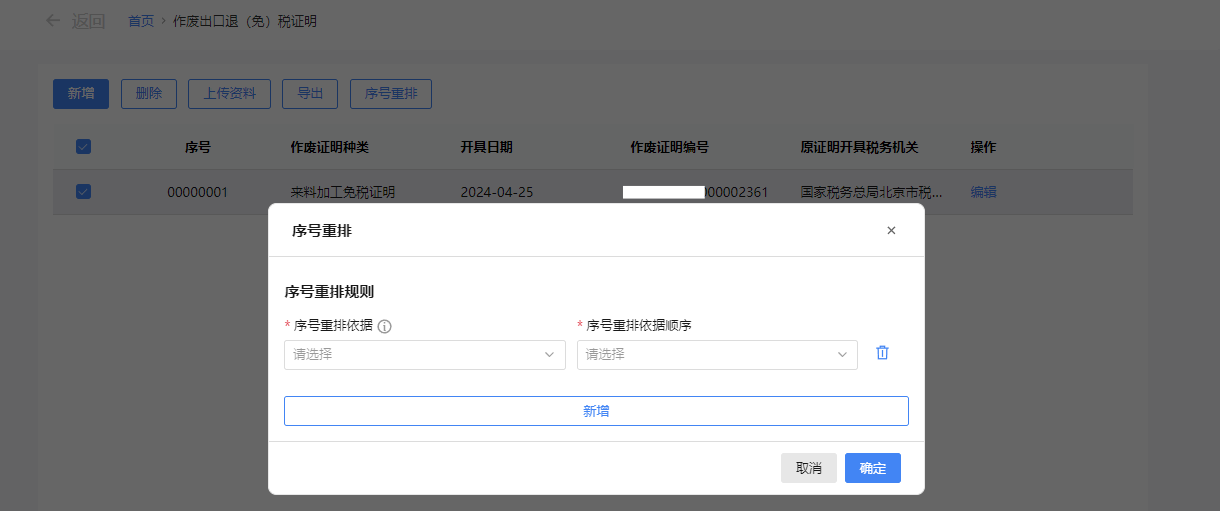 返回 首页 > 作废出口退（免）税证明
新增 删除 上传资料 导出 序号重排
序号 作废证明种类 开具日期 作废证明编号 原证明开具税务机关 操作
00000001 来料加工免税证明 2024-04-25 000002361 国家税务总局北京市税... 编辑
序号重排
序号重排规则
* 序号重排依据 * 序号重排依据顺序
请选择 请选择
新增
取消 确定